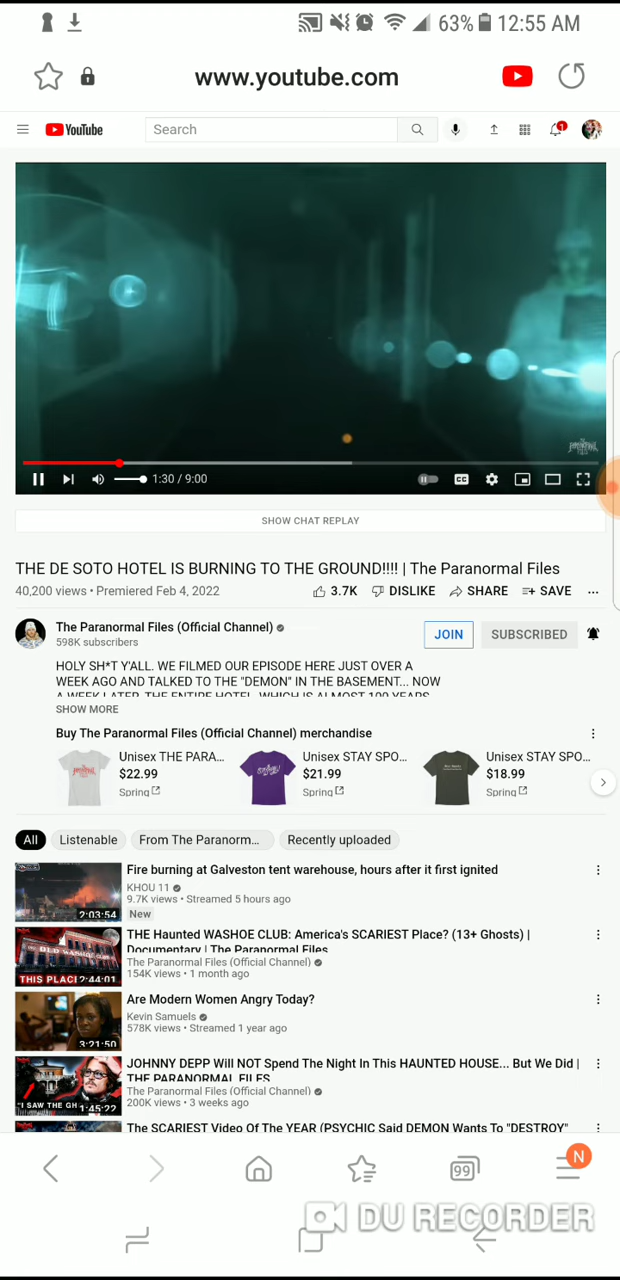 63% 12:55 AM
www.youtube.com
YouTube
Search
1
1:30 / 9:00
CC
SHOW CHAT REPLAY
THE DE SOTO HOTEL IS BURNING TO THE GROUND!!!! | The Paranormal Files
40,200 views • Premiered Feb 4, 2022
3.7K DISLIKE SHARE SAVE
The Paranormal Files (Official Channel)
598K subscribers
JOIN SUBSCRIBED
HOLY SH*T Y'ALL. WE FILMED OUR EPISODE HERE JUST OVER A
WEEK AGO AND TALKED TO THE "DEMON" IN THE BASEMENT... NOW
A WEEK LATER, THE ENTIRE HOTEL, WHICH IS ALMOST 100 YEARS
SHOW MORE
Buy The Paranormal Files (Official Channel) merchandise
Unisex THE PARA...
$22.99
Spring
Unisex STAY SPO...
$21.99
Spring
Unisex STAY SPO...
$18.99
Spring
All Listenable From The Paranorm... Recently uploaded
Fire burning at Galveston tent warehouse, hours after it first ignited
KHOU 11
9.7K views • Streamed 5 hours ago
New
2:03:54
THE Haunted WASHOE CLUB: America's SCARIEST Place? (13+ Ghosts) |
Documentary | The Paranormal Files
The Paranormal Files (Official Channel)
154K views • 1 month ago
OLD WASHOE
THIS PLACE
2:44:01
Are Modern Women Angry Today?
Kevin Samuels
578K views • Streamed 1 year ago
3:21:50
JOHNNY DEPP Will NOT Spend The Night In This HAUNTED HOUSE... But We Did |
THE PARANORMAL FILES
The Paranormal Files (Official Channel)
200K views • 3 weeks ago
"I SAW THE GH
1:45:22
The SCARIEST Video Of The YEAR (PSYCHIC Said DEMON Wants To "DESTROY"
99
N
DU RECORDER